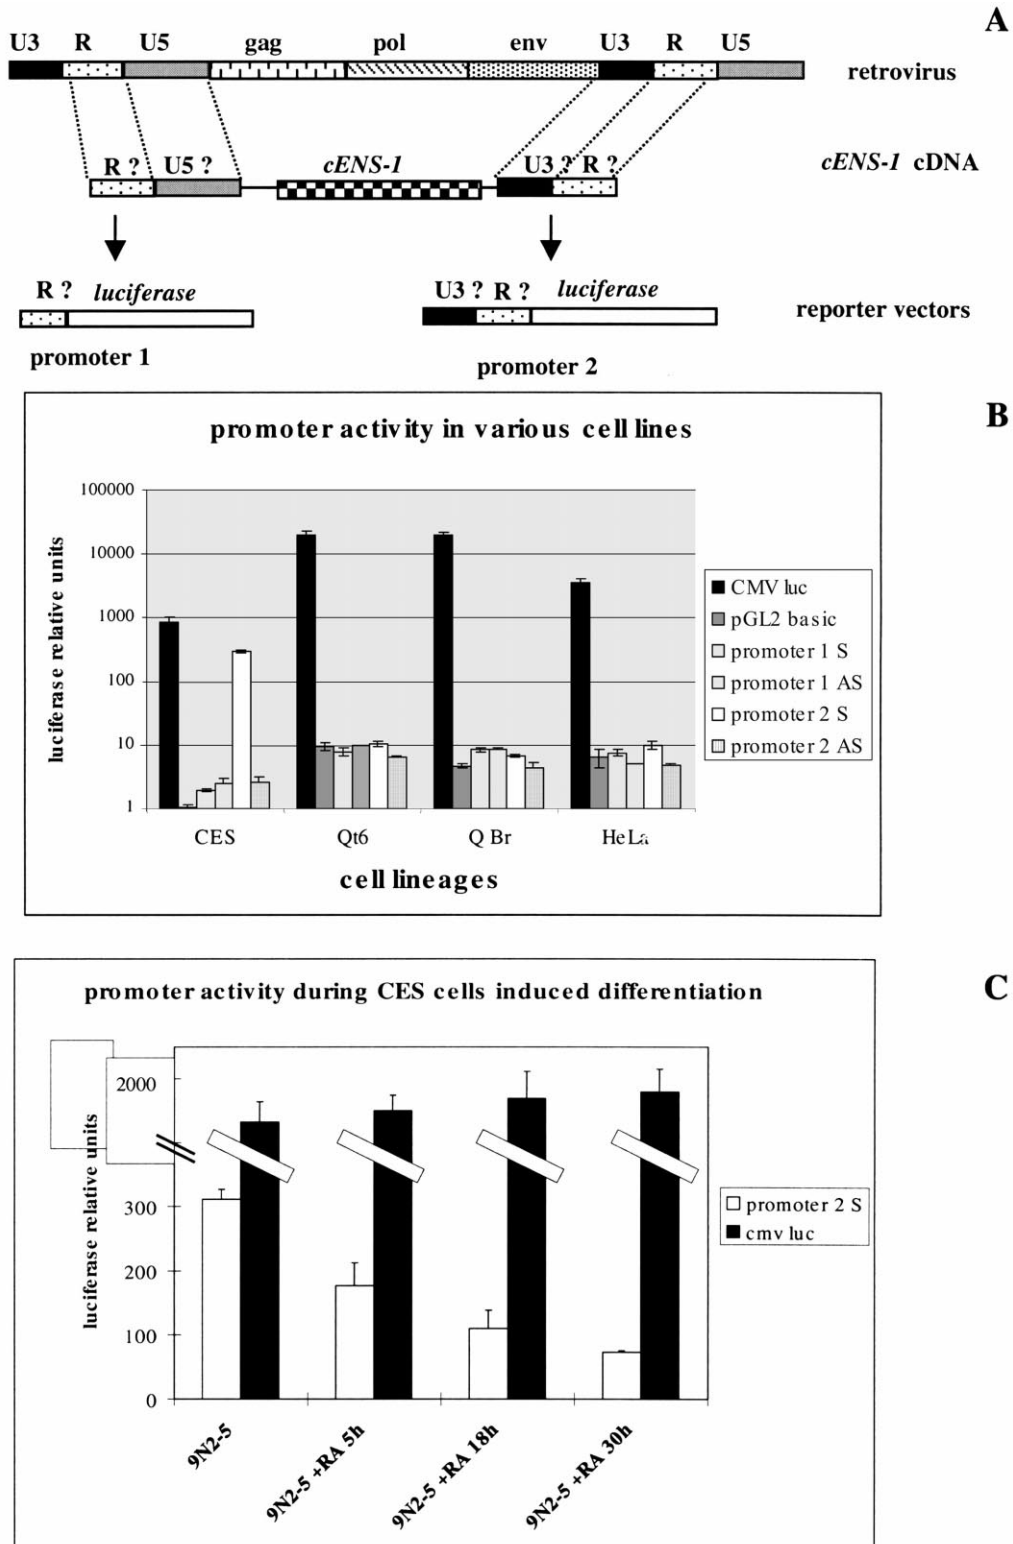 A
U3 R U5 gag pol env U3 R U5
retrovirus
R ? U5 ? cENS-1 U3 ? R ?
cENS-1 cDNA
R ? luciferase
U3 ? R ? luciferase
reporter vectors
promoter 1
promoter 2
B
promoter activity in various cell lines
luciferase relative units
100000
10000
1000
100
10
1
CES Qt6 Q Br HeLa
cell lineages
CMV luc
pGL2 basic
promoter 1 S
promoter 1 AS
promoter 2 S
promoter 2 AS
C
promoter activity during CES cells induced differentiation
luciferase relative units
2000
300
200
100
0
9N2-5
9N2-5 +RA 5h
9N2-5 +RA 18h
9N2-5 +RA 30h
promoter 2 S
cmv luc